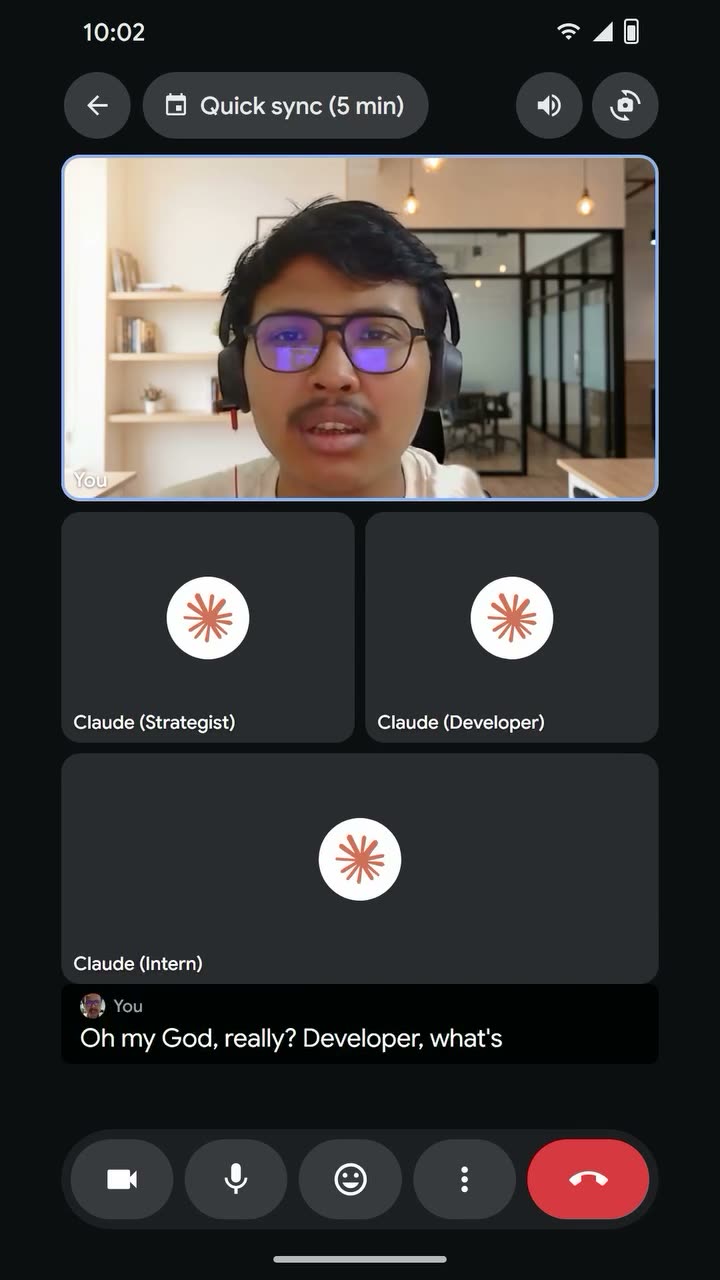 10:02
Quick sync (5 min)
You
Claude (Strategist)
Claude (Developer)
Claude (Intern)
You
Oh my God, really? Developer, what's